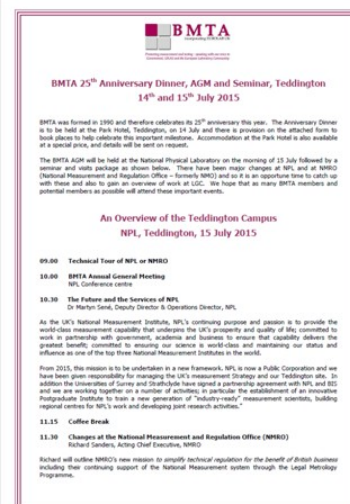 BMTA
BMTA 25th Anniversary Dinner, AGM and Seminar, Teddington
14th and 15th July 2015
BMTA was formed in 1990 and therefore celebrates its 25th anniversary this year. The Anniversary Dinner
is to be held at the Park Hotel, Teddington, on 14 July and there is provision on the attached form to
book places to help celebrate this important milestone. Accommodation at the Park Hotel is also available
at a special price, and details will be sent on request.
The BMTA AGM will be held at the National Physical Laboratory on the morning of 15 July followed by a
seminar and visits package as shown below. There have been major changes at NPL and at NMRO
(National Measurement and Regulation Office – formerly NMO) and so it is an opportune time to catch up
with these and also to gain an overview of work at LGC. We hope that as many BMTA members and
potential members as possible will attend these important events.
An Overview of the Teddington Campus
NPL, Teddington, 15 July 2015
09.00 Technical Tour of NPL or NMRO
10.00 BMTA Annual General Meeting
NPL Conference centre
10.30 The Future and the Services of NPL
Dr Martyn Sené, Deputy Director & Operations Director, NPL
As the UK's National Measurement Institute, NPL's continuing purpose and passion is to provide the
world-class measurement capability that underpins the UK's prosperity and quality of life; committed to
work in partnership with government, academia and business to ensure that capability delivers the
greatest benefit; committed to ensuring our science is world-class and maintaining our status and
influence as one of the top three National Measurement Institutes in the world.
From 2015, this mission is to be undertaken in a new framework. NPL is now a Public Corporation and we
have been given responsibility for managing the UK's measurement Strategy and our Teddington site. In
addition the Universities of Surrey and Strathclyde have signed a partnership agreement with NPL and BIS
and we are working together on a number of activities; in particular the establishment of an innovative
Postgraduate Institute to train a new generation of "industry-ready" measurement scientists, building
regional centres for NPL's work and developing joint research activities."
11.15 Coffee Break
11.30 Changes at the National Measurement and Regulation Office (NMRO)
Richard Sanders, Acting Chief Executive, NMRO
Richard will outline NMRO's new mission to simplify technical regulation for the benefit of British business
including their continuing support of the National Measurement system through the Legal Metrology
Programme.